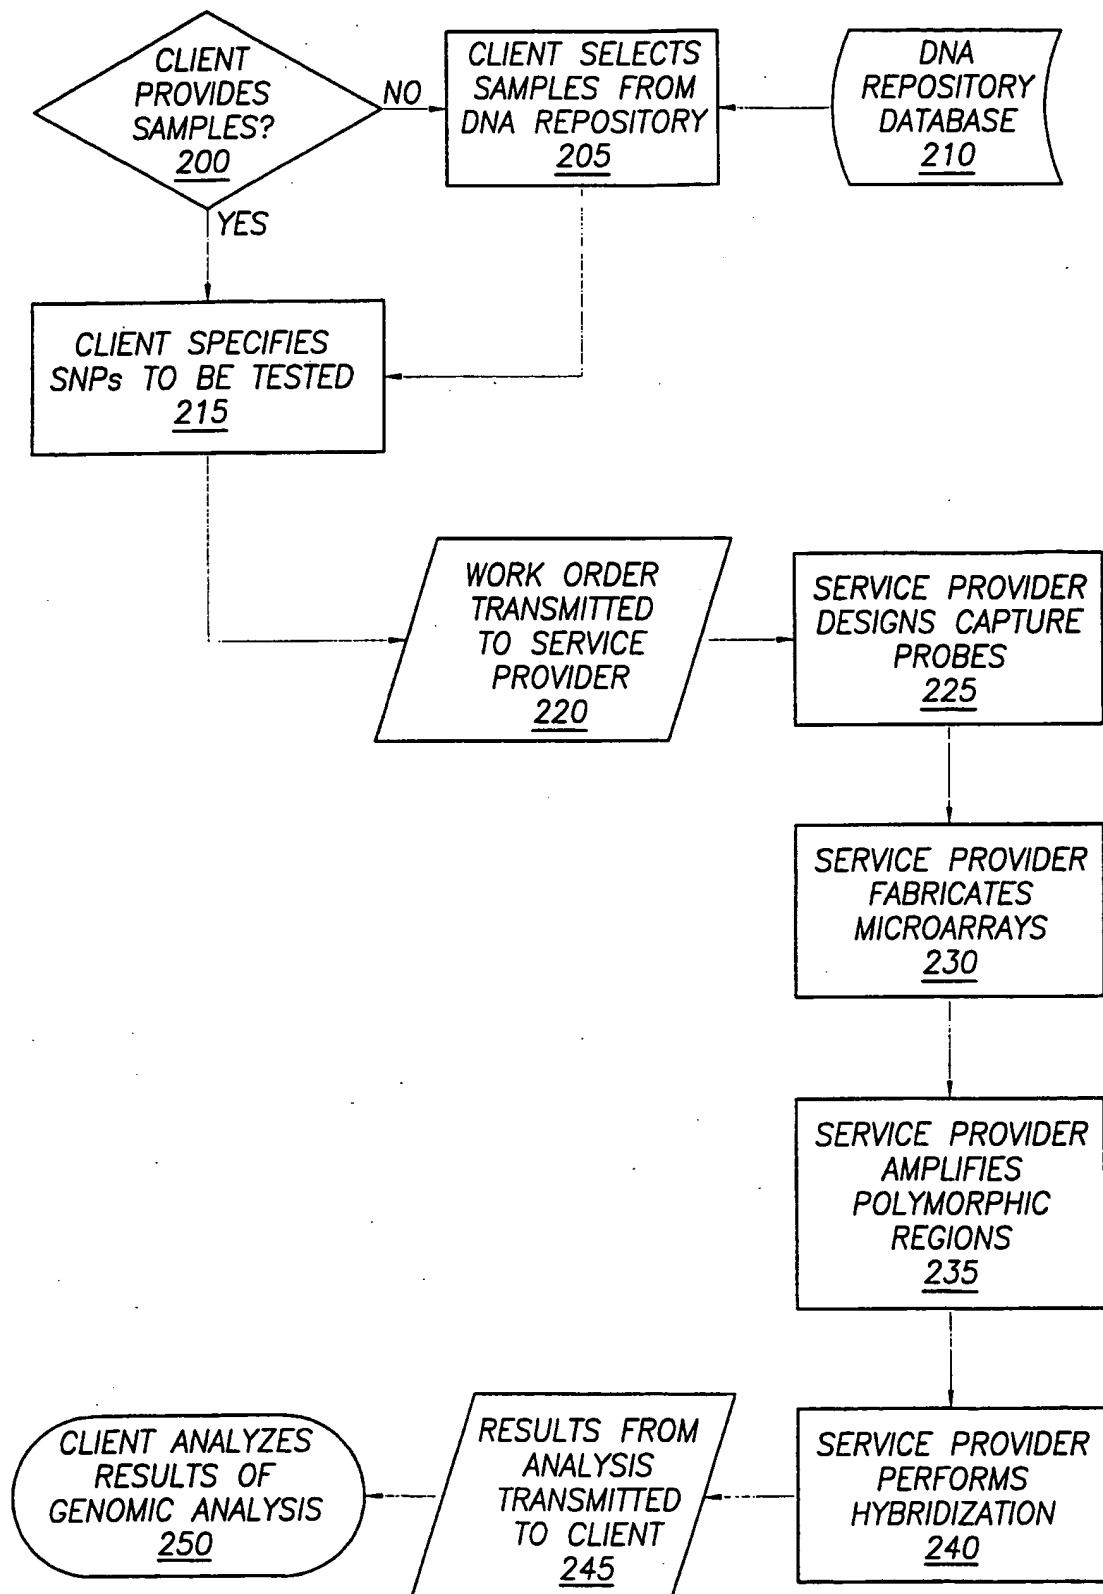 CLIENT
PROVIDES
SAMPLES?
200
NO
YES
CLIENT SELECTS
SAMPLES FROM
DNA REPOSITORY
205
DNA
REPOSITORY
DATABASE
210
CLIENT SPECIFIES
SNPs TO BE TESTED
215
WORK ORDER
TRANSMITTED
TO SERVICE
PROVIDER
220
SERVICE PROVIDER
DESIGNS CAPTURE
PROBES
225
SERVICE PROVIDER
FABRICATES
MICROARRAYS
230
SERVICE PROVIDER
AMPLIFIES
POLYMORPHIC
REGIONS
235
SERVICE PROVIDER
PERFORMS
HYBRIDIZATION
240
RESULTS FROM
ANALYSIS
TRANSMITTED
TO CLIENT
245
CLIENT ANALYZES
RESULTS OF
GENOMIC ANALYSIS
250